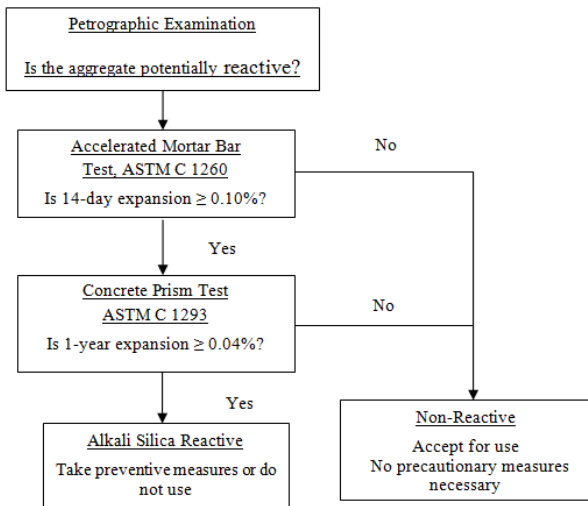 Petrographic Examination
Is the aggregate potentially reactive?
Accelerated Mortar Bar
Test, ASTM C 1260
Is 14-day expansion ≥ 0.10%?
No
Yes
Concrete Prism Test
ASTM C 1293
Is 1-year expansion ≥ 0.04%?
No
Yes
Alkali Silica Reactive
Take preventive measures or do
not use
Non-Reactive
Accept for use
No precautionary measures
necessary